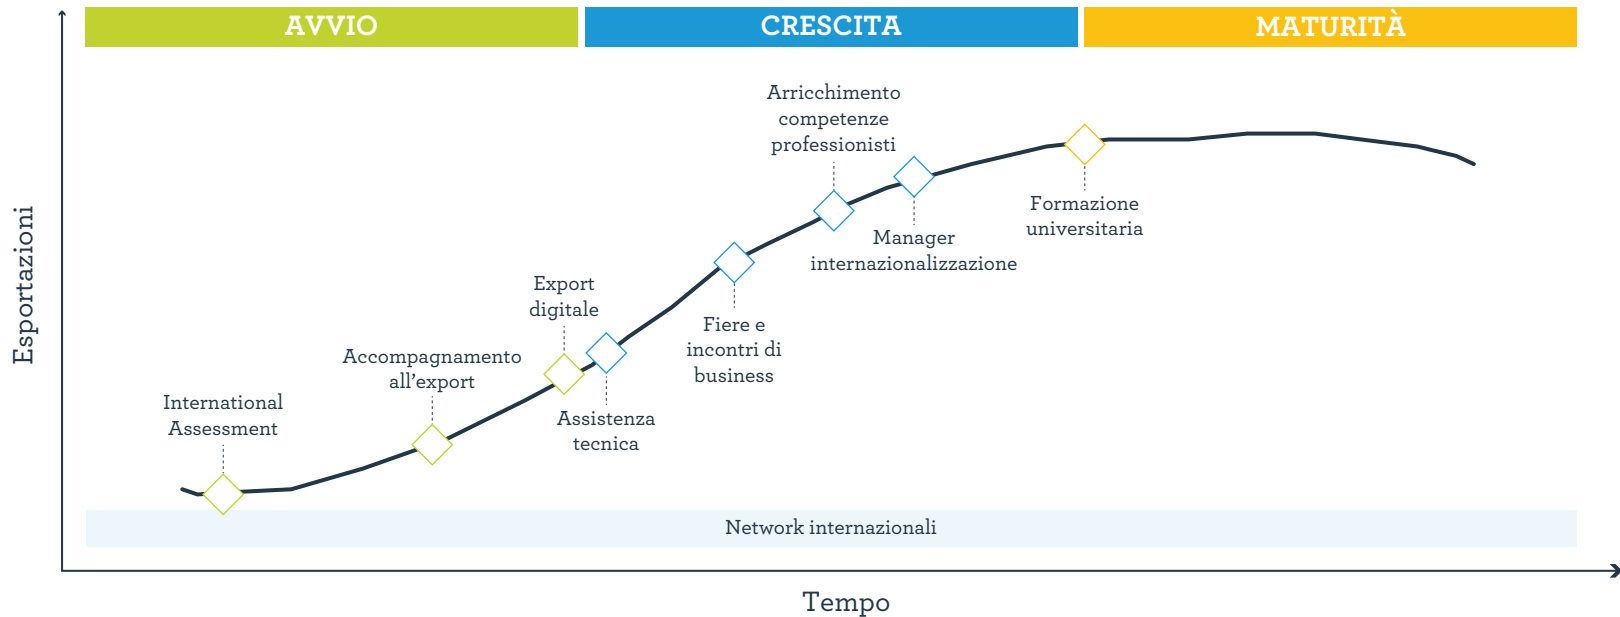 AVVIO
CRESCITA
MATURITÀ
Arricchimento
competenze
professionisti
Formazione
universitaria
Manager
internazionalizzazione
Esportazioni
Export
digitale
Fiere e
incontri di
business
Accompagnamento
all’export
International
Assessment
Assistenza
tecnica
Network internazionali
Tempo